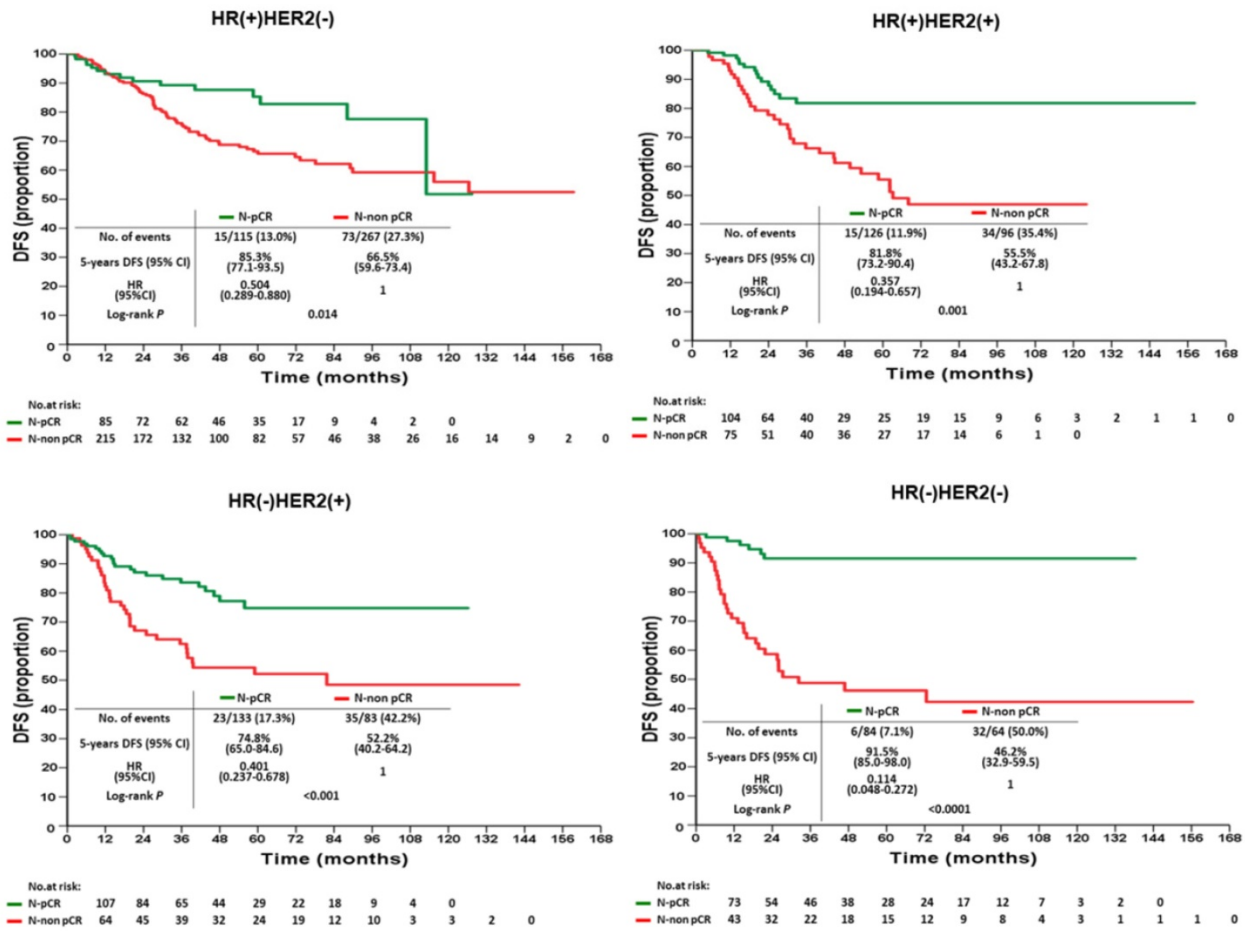 HR(+)HER2(-)
DFS (proportion)
100
90
80
70
60
50
40
30
20
10
0
N-pCR N-non pCR
No. of events 15/115 (13.0%) 73/267 (27.3%)
5-years DFS (95% CI) 85.3% 66.5%
(77.1-93.5) (59.6-73.4)
HR 0.504 1
(95%CI) (0.289-0.880)
Log-rank P 0.014
0 12 24 36 48 60 72 84 96 108 120 132 144 156 168
Time (months)
No.at risk:
N-pCR 85 72 62 46 35 17 9 4 2 0
N-non pCR 215 172 132 100 82 57 46 38 26 16 14 9 2 0
HR(+)HER2(+)
DFS (proportion)
100
90
80
70
60
50
40
30
20
10
0
N-pCR N-non pCR
No. of events 15/126 (11.9%) 34/96 (35.4%)
5-years DFS (95% CI) 81.8% 55.5%
(73.2-90.4) (43.2-67.8)
HR 0.357 1
(95%CI) (0.194-0.657)
Log-rank P 0.001
0 12 24 36 48 60 72 84 96 108 120 132 144 156 168
Time (months)
No.at risk:
N-pCR 104 64 40 29 25 19 15 9 6 3 2 1 1 0
N-non pCR 75 51 40 36 27 17 14 6 1 0
HR(-)HER2(+)
DFS (proportion)
100
90
80
70
60
50
40
30
20
10
0
N-pCR N-non pCR
No. of events 23/133 (17.3%) 35/83 (42.2%)
5-years DFS (95% CI) 74.8% 52.2%
(65.0-84.6) (40.2-64.2)
HR 0.401 1
(95%CI) (0.237-0.678)
Log-rank P <0.001
0 12 24 36 48 60 72 84 96 108 120 132 144 156 168
Time (months)
No.at risk:
N-pCR 107 84 65 44 29 22 18 9 4 0
N-non pCR 64 45 39 32 24 19 12 10 3 3 2 0
HR(-)HER2(-)
DFS (proportion)
100
90
80
70
60
50
40
30
20
10
0
N-pCR N-non pCR
No. of events 6/84 (7.1%) 32/64 (50.0%)
5-years DFS (95% CI) 91.5% 46.2%
(85.0-98.0) (32.9-59.5)
HR 0.114 1
(95%CI) (0.048-0.272)
Log-rank P <0.0001
0 12 24 36 48 60 72 84 96 108 120 132 144 156 168
Time (months)
No.at risk:
N-pCR 73 54 46 38 28 24 17 12 7 3 2 0
N-non pCR 43 32 22 18 15 12 9 8 4 3 1 1 1 0